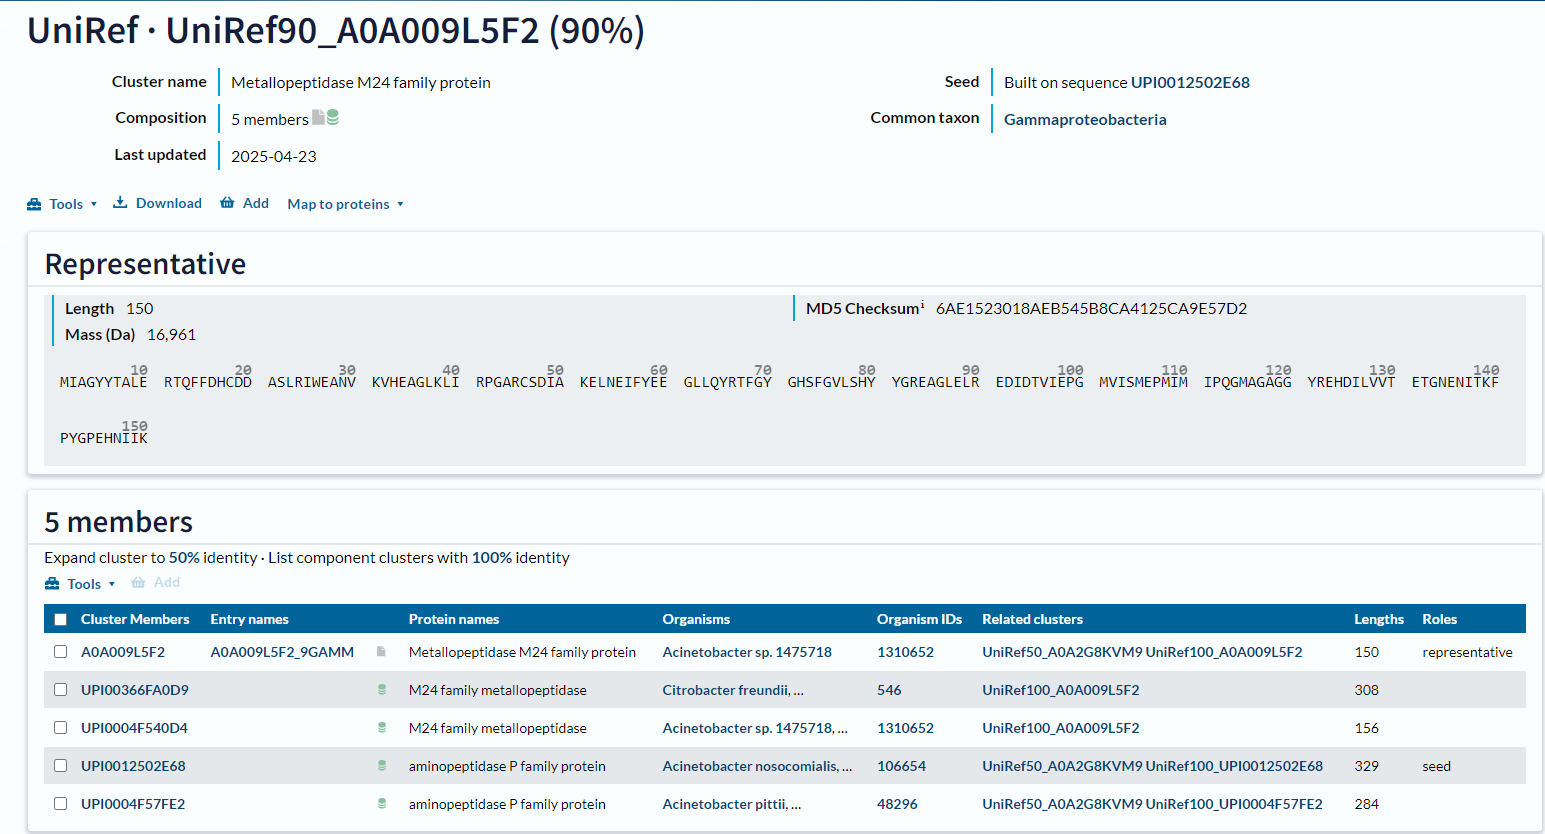 UniRef · UniRef90_A0A009L5F2 (90%)
Cluster name Metallopeptidase M24 family protein
Seed Built on sequence UPI0012502E68
Composition 5 members
Common taxon Gammaproteobacteria
Last updated 2025-04-23
Tools Download Add Map to proteins
Representative
Length 150
MD5 Checksum i 6AE1523018AEB545B8CA4125CA9E57D2
Mass (Da) 16,961
10 20 30 40 50 60 70 80 90 100 110 120 130 140
MIAGYYTALE RTQFFDHCDD ASLRIWEANV KVHEAGLKLI RPGARCSDIA KELNEIFYEE GLLQYRTFGY GHSFGVLSHY YGREAGLELR EDIDTVIEPG MVISMEPMIM IPQGMAGAGG YREHDILVVT ETGNENITKF
150
PYGPEHNIIK
5 members
Expand cluster to 50% identity · List component clusters with 100% identity
Tools Add
Cluster Members Entry names Protein names Organisms Organism IDs Related clusters Lengths Roles
A0A009L5F2 A0A009L5F2_9GAMM Metallopeptidase M24 family protein Acinetobacter sp. 1475718 1310652 UniRef50_A0A2G8KVM9 UniRef100_A0A009L5F2 150 representative
UPI00366FA0D9 M24 family metallopeptidase Citrobacter freundii, ... 546 UniRef100_A0A009L5F2 308
UPI0004F540D4 M24 family metallopeptidase Acinetobacter sp. 1475718, ... 1310652 UniRef100_A0A009L5F2 156
UPI0012502E68 aminopeptidase P family protein Acinetobacter nosocomialis, ... 106654 UniRef50_A0A2G8KVM9 UniRef100_UPI0012502E68 329 seed
UPI0004F57FE2 aminopeptidase P family protein Acinetobacter pittii, ... 48296 UniRef50_A0A2G8KVM9 UniRef100_UPI0004F57FE2 284